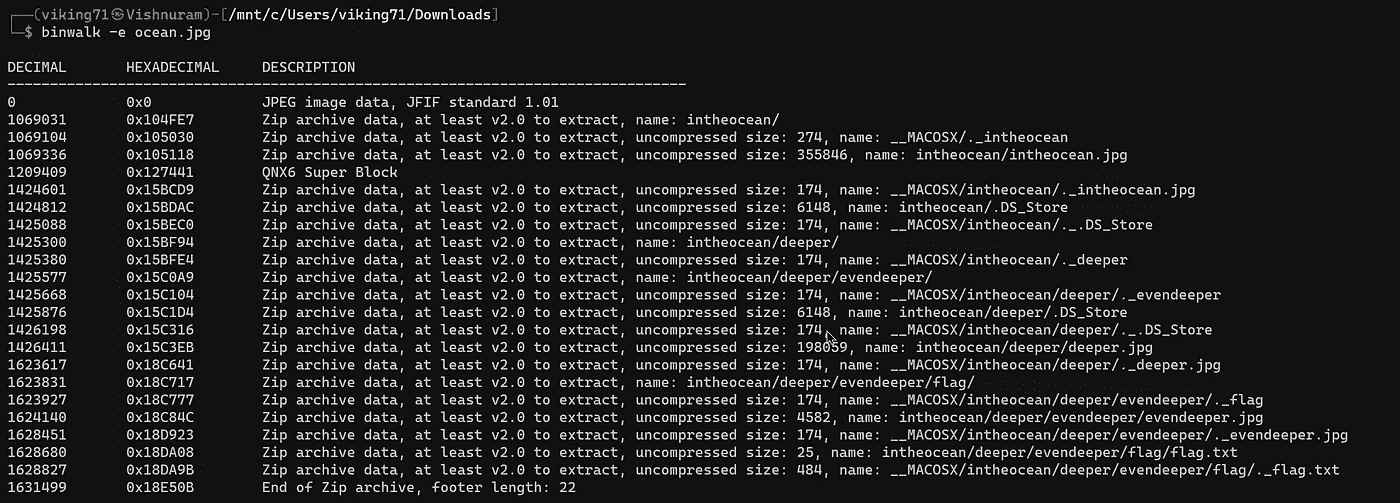 ┌──(viking71㉿Vishnuram)-[/mnt/c/Users/viking71/Downloads]
└─$ binwalk -e ocean.jpg
DECIMAL       HEXADECIMAL     DESCRIPTION
--------------------------------------------------------------------------------
0             0x0             JPEG image data, JFIF standard 1.01
1069031       0x104FE7        Zip archive data, at least v2.0 to extract, name: intheocean/
1069104       0x105030        Zip archive data, at least v2.0 to extract, uncompressed size: 274, name: __MACOSX/._intheocean
1069336       0x105118        Zip archive data, at least v2.0 to extract, uncompressed size: 355846, name: intheocean/intheocean.jpg
1209409       0x127441        QNX6 Super Block
1424601       0x15BCD9        Zip archive data, at least v2.0 to extract, uncompressed size: 174, name: __MACOSX/intheocean/._intheocean.jpg
1424812       0x15BDAC        Zip archive data, at least v2.0 to extract, uncompressed size: 6148, name: intheocean/.DS_Store
1425088       0x15BEC0        Zip archive data, at least v2.0 to extract, uncompressed size: 174, name: __MACOSX/intheocean/._.DS_Store
1425300       0x15BF94        Zip archive data, at least v2.0 to extract, name: intheocean/deeper/
1425380       0x15BFE4        Zip archive data, at least v2.0 to extract, uncompressed size: 174, name: __MACOSX/intheocean/._deeper
1425577       0x15C0A9        Zip archive data, at least v2.0 to extract, name: intheocean/deeper/evendeeper/
1425668       0x15C104        Zip archive data, at least v2.0 to extract, uncompressed size: 174, name: __MACOSX/intheocean/deeper/._evendeeper
1425876       0x15C1D4        Zip archive data, at least v2.0 to extract, uncompressed size: 6148, name: intheocean/deeper/.DS_Store
1426198       0x15C316        Zip archive data, at least v2.0 to extract, uncompressed size: 174, name: __MACOSX/intheocean/deeper/._.DS_Store
1426411       0x15C3EB        Zip archive data, at least v2.0 to extract, uncompressed size: 198059, name: intheocean/deeper/deeper.jpg
1623617       0x18C641        Zip archive data, at least v2.0 to extract, uncompressed size: 174, name: __MACOSX/intheocean/deeper/._deeper.jpg
1623831       0x18C717        Zip archive data, at least v2.0 to extract, name: intheocean/deeper/evendeeper/flag/
1623927       0x18C777        Zip archive data, at least v2.0 to extract, uncompressed size: 174, name: __MACOSX/intheocean/deeper/evendeeper/._flag
1624140       0x18C84C        Zip archive data, at least v2.0 to extract, uncompressed size: 4582, name: intheocean/deeper/evendeeper/evendeeper.jpg
1628451       0x18D923        Zip archive data, at least v2.0 to extract, uncompressed size: 174, name: __MACOSX/intheocean/deeper/evendeeper/._evendeeper.jpg
1628680       0x18DA08        Zip archive data, at least v2.0 to extract, uncompressed size: 25, name: intheocean/deeper/evendeeper/flag/flag.txt
1628827       0x18DA9B        Zip archive data, at least v2.0 to extract, uncompressed size: 484, name: __MACOSX/intheocean/deeper/evendeeper/flag/._flag.txt
1631499       0x18E50B        End of Zip archive, footer length: 22